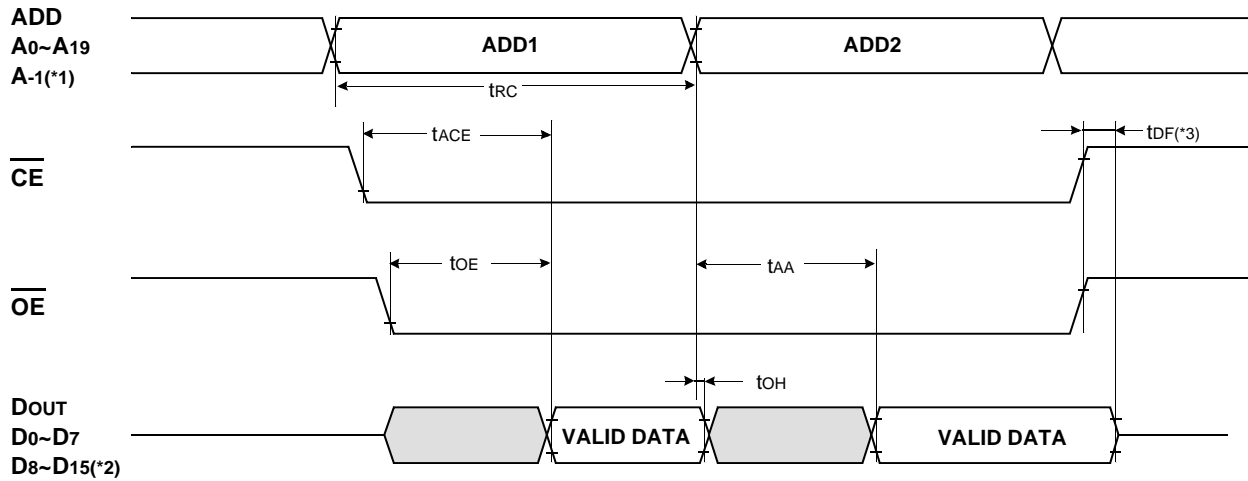 ADD
A0~A19
A-1(*1)
ADD1
ADD2
tRC
tACE
tDF(*3)
CE
tOE
tAA
OE
tOH
DOUT
D0~D7
D8~D15(*2)
VALID DATA
VALID DATA